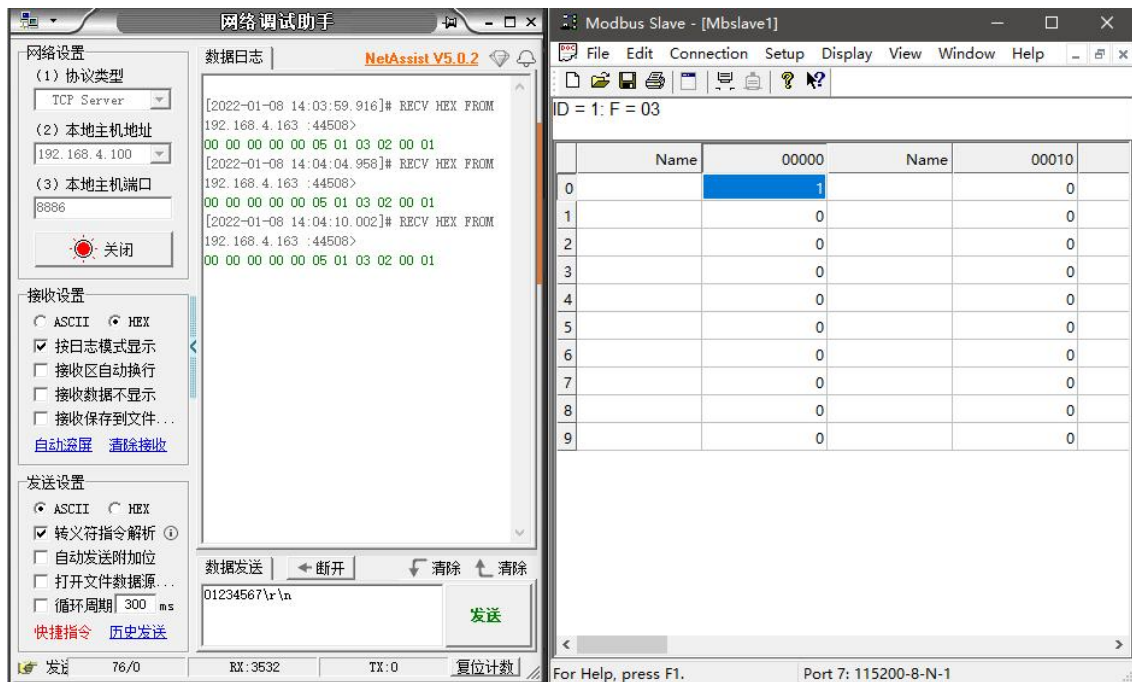 网络调试助手
网络设置
(1) 协议类型
TCP Server
(2) 本地主机地址
192.168.4.100
(3) 本地主机端口
8886
关闭
接收设置
ASCII HEX
按日志模式显示
接收区自动换行
接收数据不显示
接收保存到文件...
自动滚屏 清除接收
发送设置
ASCII HEX
转义符指令解析
自动发送附加位
打开文件数据源...
循环周期 300 ms
快捷指令 历史发送
数据日志 NetAssist V5.0.2
[2022-01-08 14:03:59.916]# RECV HEX FROM
192.168.4.163 :44508>
00 00 00 00 00 05 01 03 02 00 01
[2022-01-08 14:04:04.958]# RECV HEX FROM
192.168.4.163 :44508>
00 00 00 00 00 05 01 03 02 00 01
[2022-01-08 14:04:10.002]# RECV HEX FROM
192.168.4.163 :44508>
00 00 00 00 00 05 01 03 02 00 01
数据发送 断开 清除 清除
01234567\r\n
发送
76/0 RX:3532 TX:0 复位计数
Modbus Slave - [Mbslave1]
File Edit Connection Setup Display View Window Help
ID = 1: F = 03
Name 00000 Name 00010
0 1 0
1 0 0
2 0 0
3 0 0
4 0 0
5 0 0
6 0 0
7 0 0
8 0 0
9 0 0
For Help, press F1. Port 7: 115200-8-N-1